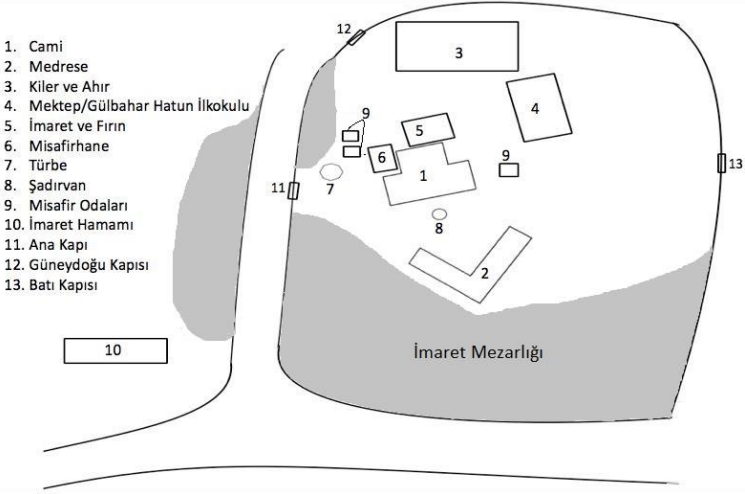 1. Cami
2. Medrese
3. Kiler ve Ahır
4. Mektep/Gülbahar Hatun İlkokulu
5. İmaret ve Fırın
6. Misafirhane
7. Türbe
8. Şadırvan
9. Misafir Odaları
10. İmaret Hamamı
11. Ana Kapı
12. Güneydoğu Kapısı
13. Batı Kapısı
12
3
4
9
5
6
1
9
13
11
7
8
2
10
İmaret Mezarlığı